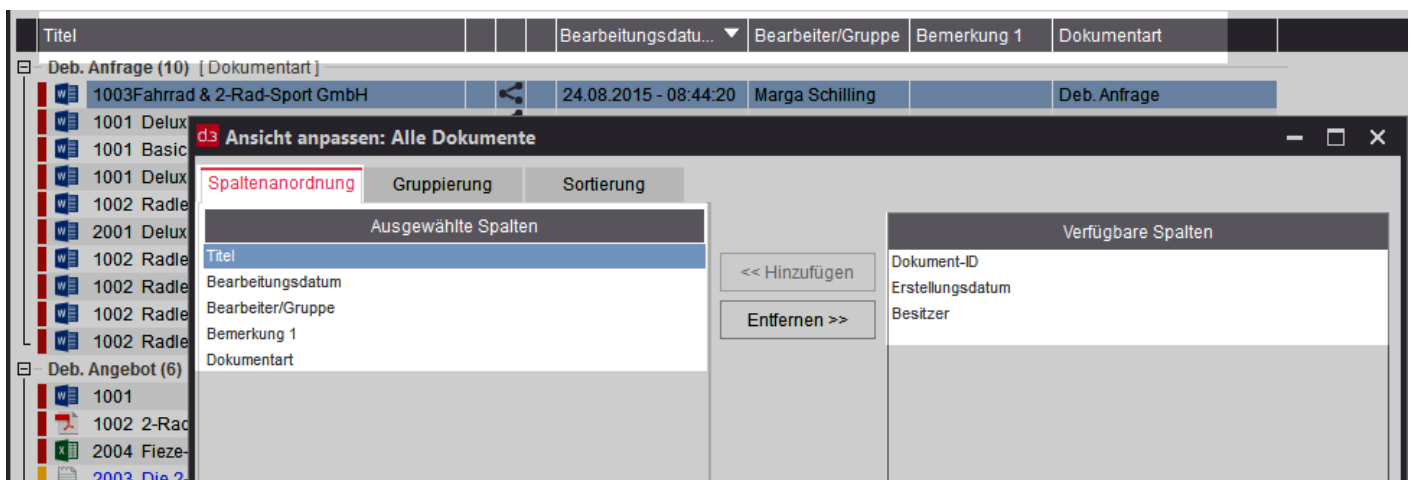 Titel Bearbeitungsdatu... Bearbeiter/Gruppe Bemerkung 1 Dokumentart
Deb. Anfrage (10) [Dokumentart]
1003Fahrrad & 2-Rad-Sport GmbH 24.08.2015 - 08:44:20 Marga Schilling Deb. Anfrage
1001 Delux
1001 Basic
1001 Delux
1002 Radle
2001 Delux
1002 Radle
1002 Radle
1002 Radle
1002 Radle
Deb. Angebot (6)
1001
1002 2-Rad
2004 Fieze-
2003 Die 2-
d3 Ansicht anpassen: Alle Dokumente
Spaltenanordnung Gruppierung Sortierung
Ausgewählte Spalten
Titel
Bearbeitungsdatum
Bearbeiter/Gruppe
Bemerkung 1
Dokumentart
<< Hinzufügen
Entfernen >>
Verfügbare Spalten
Dokument-ID
Erstellungsdatum
Besitzer